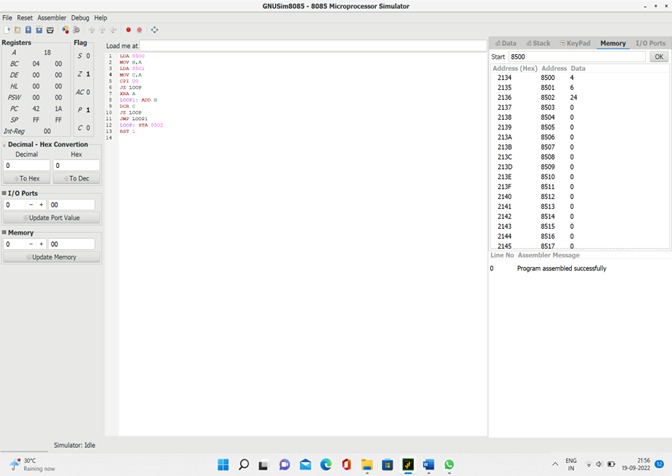 GNUSim8085 - 8085 Microprocessor Simulator
File Reset Assembler Debug Help
Registers
A 18
BC 04 00
DE 00 00
HL 00 00
PSW 00 00
PC 42 1A
SP FF FF
Int-Reg 00
Flag
S 0
Z 1
AC 0
P 1
C 0
Decimal - Hex Convertion
Decimal Hex
0 0
To Hex To Dec
I/O Ports
0 - + 00
Update Port Value
Memory
0 - + 00
Update Memory
Load me at
1 LDA 8500
2 MOV B,A
3 LDA 8501
4 MOV C,A
5 CPI 00
6 JZ LOOP
7 XRA A
8 LOOP1: ADD B
9 DCR C
10 JZ LOOP
11 JMP LOOP1
12 LOOP: STA 8502
13 RST 1
14
Data Stack KeyPad Memory I/O Ports
Start 8500 OK
Address (Hex) Address Data
2134 8500 4
2135 8501 6
2136 8502 24
2137 8503 0
2138 8504 0
2139 8505 0
213A 8506 0
213B 8507 0
213C 8508 0
213D 8509 0
213E 8510 0
213F 8511 0
2140 8512 0
2141 8513 0
2142 8514 0
2143 8515 0
2144 8516 0
2145 8517 0
Line No Assembler Message
0 Program assembled successfully
Simulator: Idle
30°C
Raining now
ENG
IN
21:56
19-09-2022